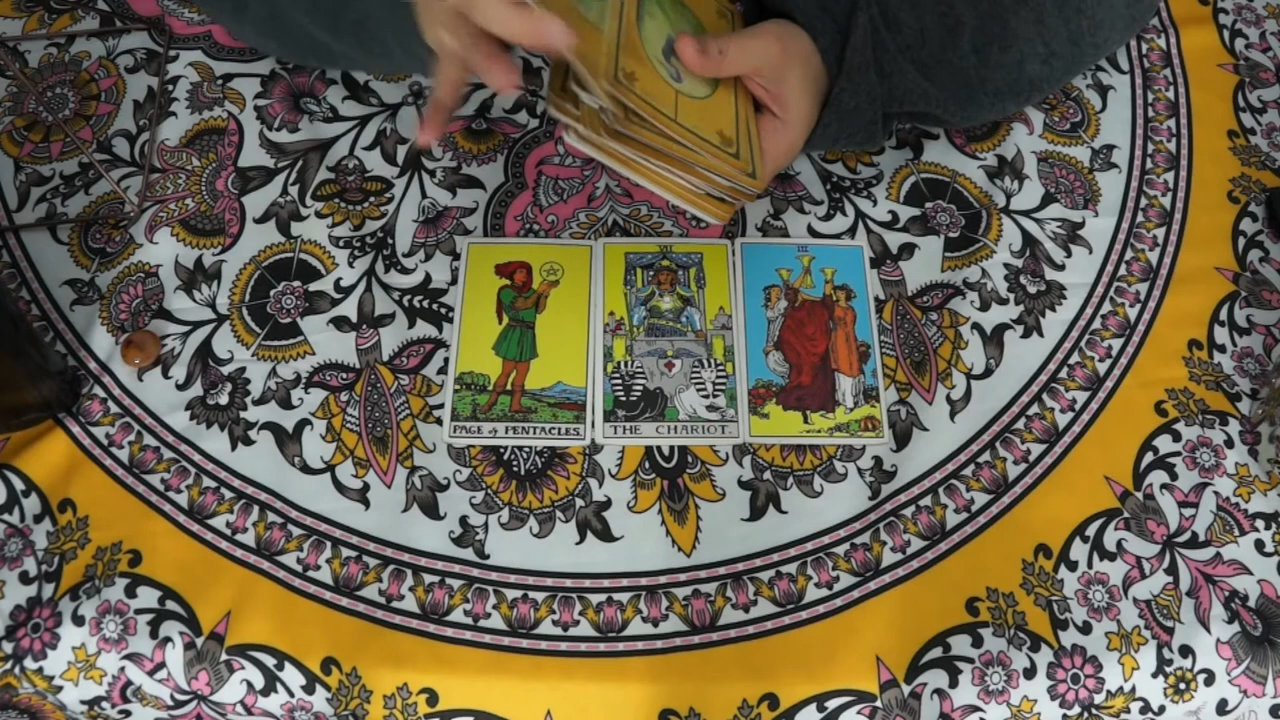 PAGE of PENTACLES.
VII
THE CHARIOT.
III